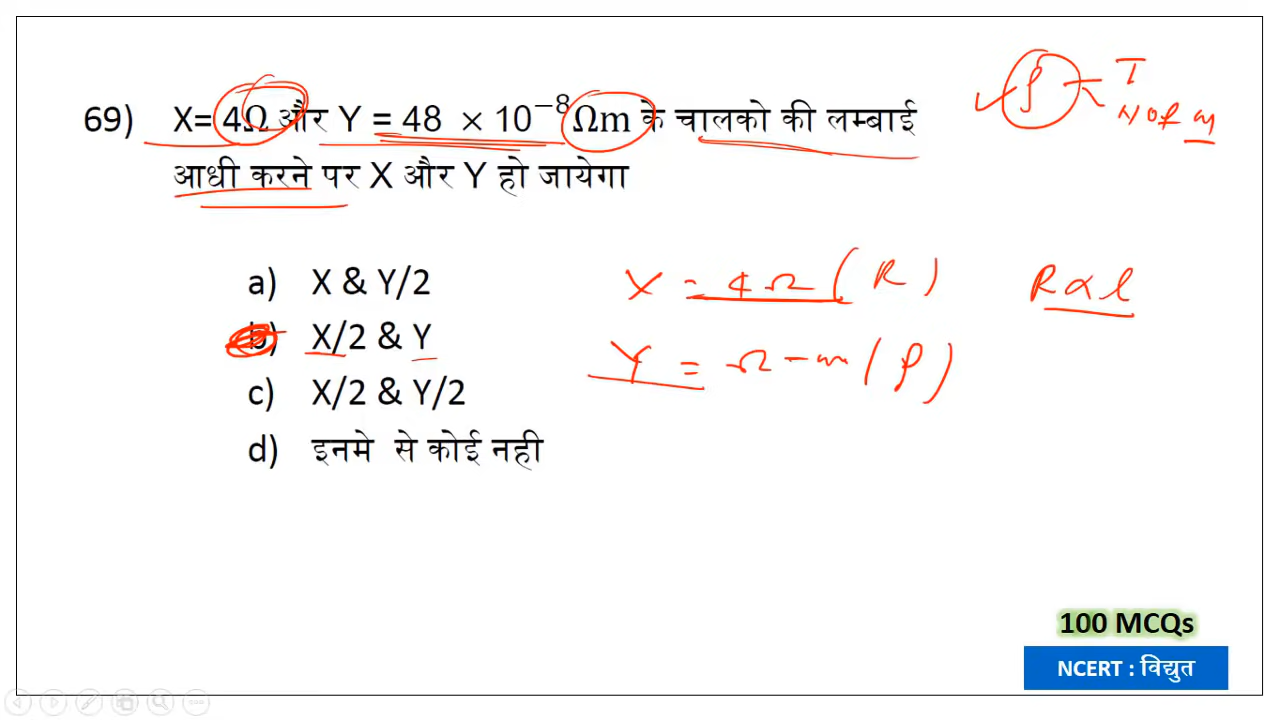 69) X= 4Ω और Y = 48 × 10⁻⁸ Ωm के चालको की लम्बाई
आधी करने पर X और Y हो जायेगा
a) X & Y/2
b) X/2 & Y
c) X/2 & Y/2
d) इनमे से कोई नही
ρ T
N of m
X = 4Ω (R) R ∝ l
Y = Ω-m (ρ)
100 MCQs
NCERT : विद्युत